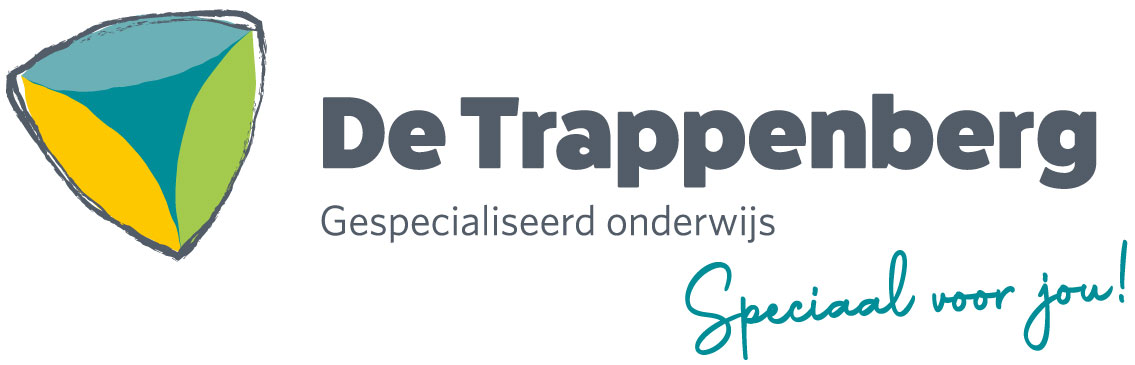 De Trappenberg
Gespecialiseerd onderwijs
Speciaal voor jou!